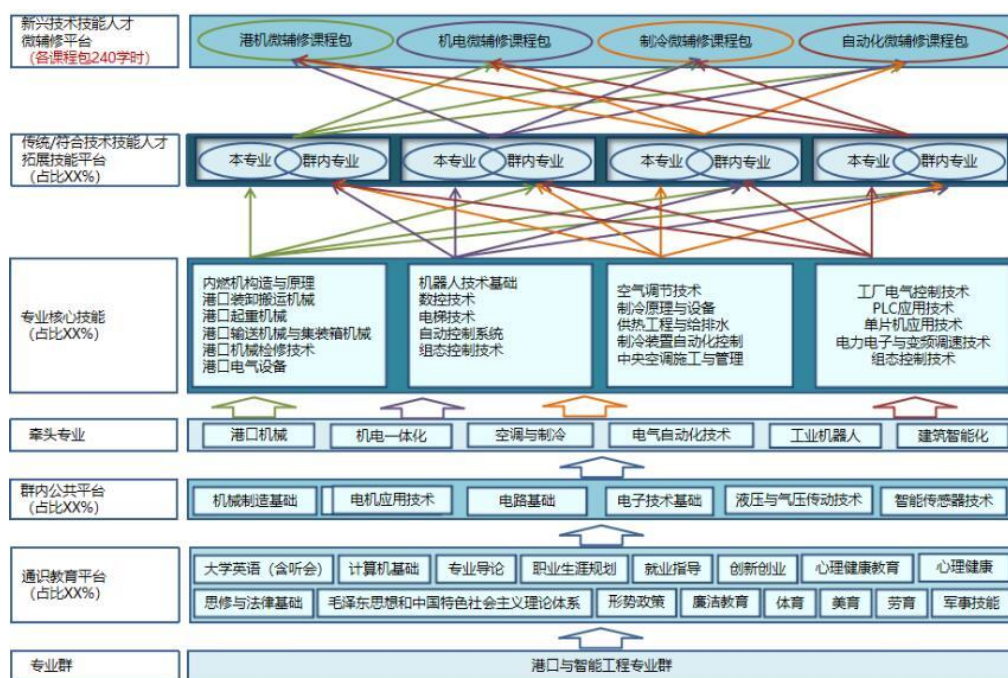 新兴技术技能人才
微辅修平台
（各课程包240学时）
港机微辅修课程包
机电微辅修课程包
制冷微辅修课程包
自动化微辅修课程包
传统/符合技术技能人才
拓展技能平台
（占比XX%）
本专业
群内专业
本专业
群内专业
本专业
群内专业
本专业
群内专业
专业核心技能
（占比XX%）
内燃机构造与原理
港口装卸搬运机械
港口起重机械
港口输送机械与集装箱机械
港口机械检修技术
港口电气设备
机器人技术基础
数控技术
电梯技术
自动控制系统
组态控制技术
空气调节技术
制冷原理与设备
供热工程与给排水
制冷装置自动化控制
中央空调施工与管理
工厂电气控制技术
PLC应用技术
单片机应用技术
电力电子与变频调速技术
组态控制技术
牵头专业
港口机械
机电一体化
空调与制冷
电气自动化技术
工业机器人
建筑智能化
群内公共平台
（占比XX%）
机械制造基础
电机应用技术
电路基础
电子技术基础
液压与气压传动技术
智能传感器技术
通识教育平台
（占比XX%）
大学英语（含听会）
计算机基础
专业导论
职业生涯规划
就业指导
创新创业
心理健康教育
心理健康
思修与法律基础
毛泽东思想和中国特色社会主义理论体系
形势政策
廉洁教育
体育
美育
劳育
军事技能
专业群
港口与智能工程专业群